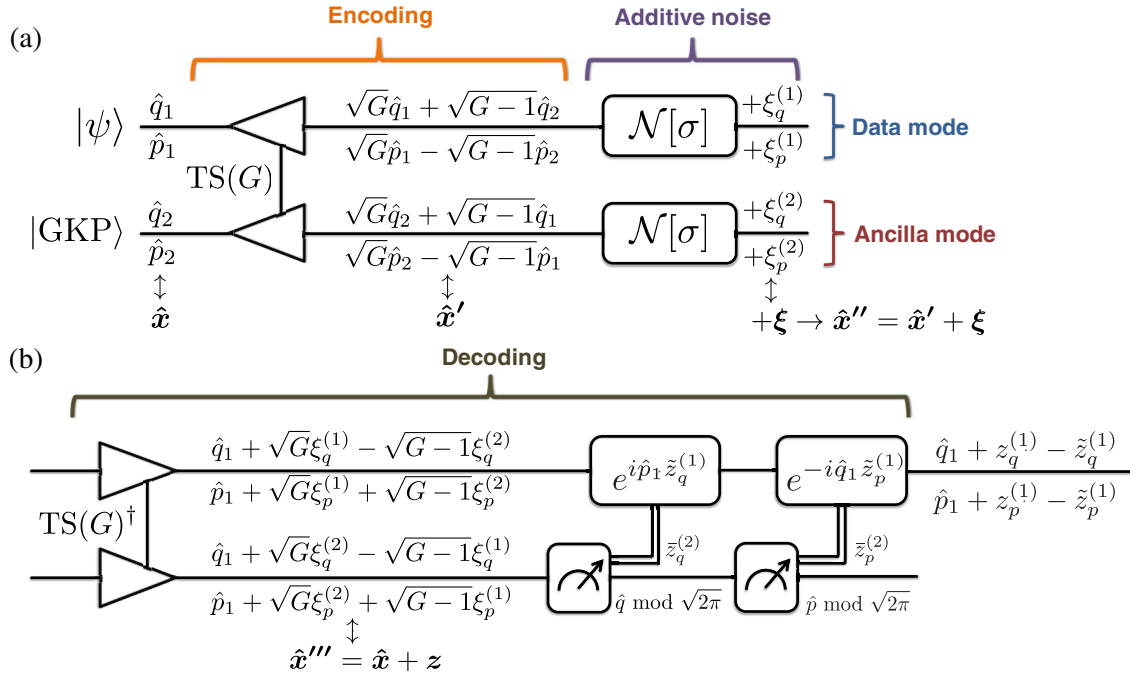 (a)
Encoding
Additive noise
|ψ⟩
q̂₁
p̂₁
√G q̂₁ + √(G−1) q̂₂
√G p̂₁ − √(G−1) p̂₂
𝒩[σ]
+ξ_q^(1)
+ξ_p^(1)
Data mode
TS(G)
|GKP⟩
q̂₂
p̂₂
√G q̂₂ + √(G−1) q̂₁
√G p̂₂ − √(G−1) p̂₁
𝒩[σ]
+ξ_q^(2)
+ξ_p^(2)
Ancilla mode
↕
x̂
↕
x̂′
↕
+ξ → x̂′′ = x̂′ + ξ
(b)
Decoding
q̂₁ + √G ξ_q^(1) − √(G−1) ξ_q^(2)
p̂₁ + √G ξ_p^(1) + √(G−1) ξ_p^(2)
e^{ip̂₁ z̃_q^(1)}
e^{−iq̂₁ z̃_p^(1)}
q̂₁ + z_q^(1) − z̃_q^(1)
p̂₁ + z_p^(1) − z̃_p^(1)
TS(G)†
q̂₁ + √G ξ_q^(2) − √(G−1) ξ_q^(1)
p̂₁ + √G ξ_p^(2) + √(G−1) ξ_p^(1)
z̄_q^(2)
q̂ mod √2π
z̄_p^(2)
p̂ mod √2π
↕
x̂′′′ = x̂ + z